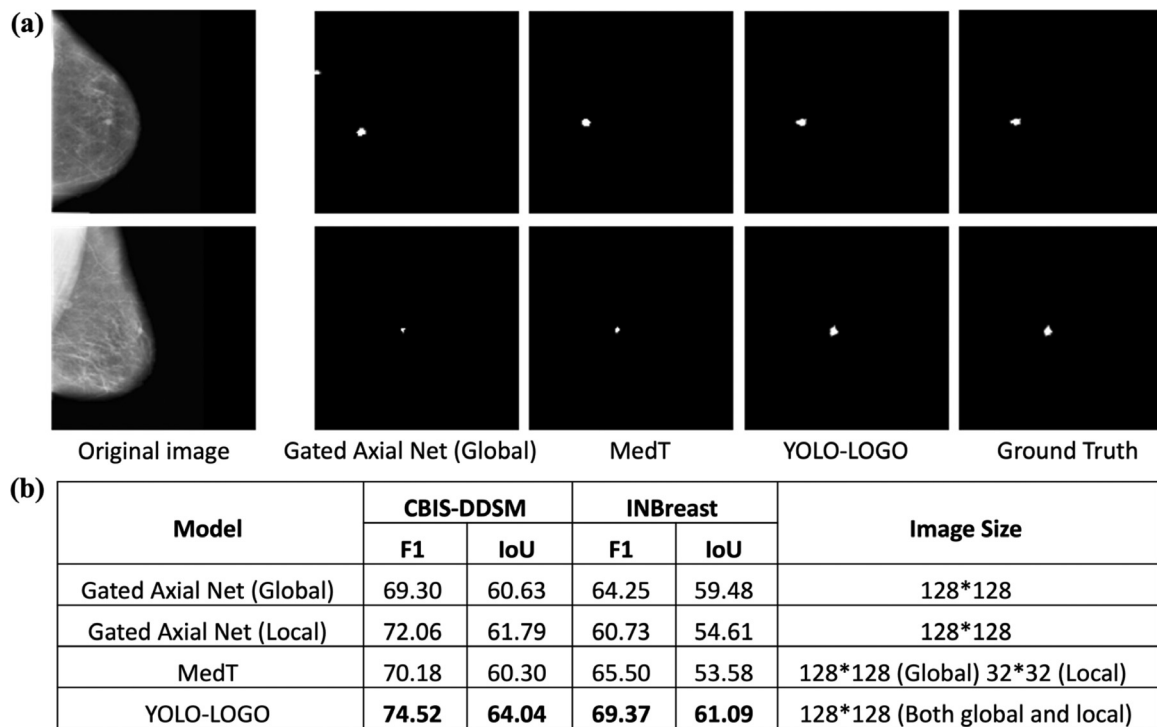 (a)
Original image Gated Axial Net (Global) MedT YOLO-LOGO Ground Truth
(b)
Model CBIS-DDSM INBreast Image Size
F1 IoU F1 IoU
Gated Axial Net (Global) 69.30 60.63 64.25 59.48 128*128
Gated Axial Net (Local) 72.06 61.79 60.73 54.61 128*128
MedT 70.18 60.30 65.50 53.58 128*128 (Global) 32*32 (Local)
YOLO-LOGO 74.52 64.04 69.37 61.09 128*128 (Both global and local)